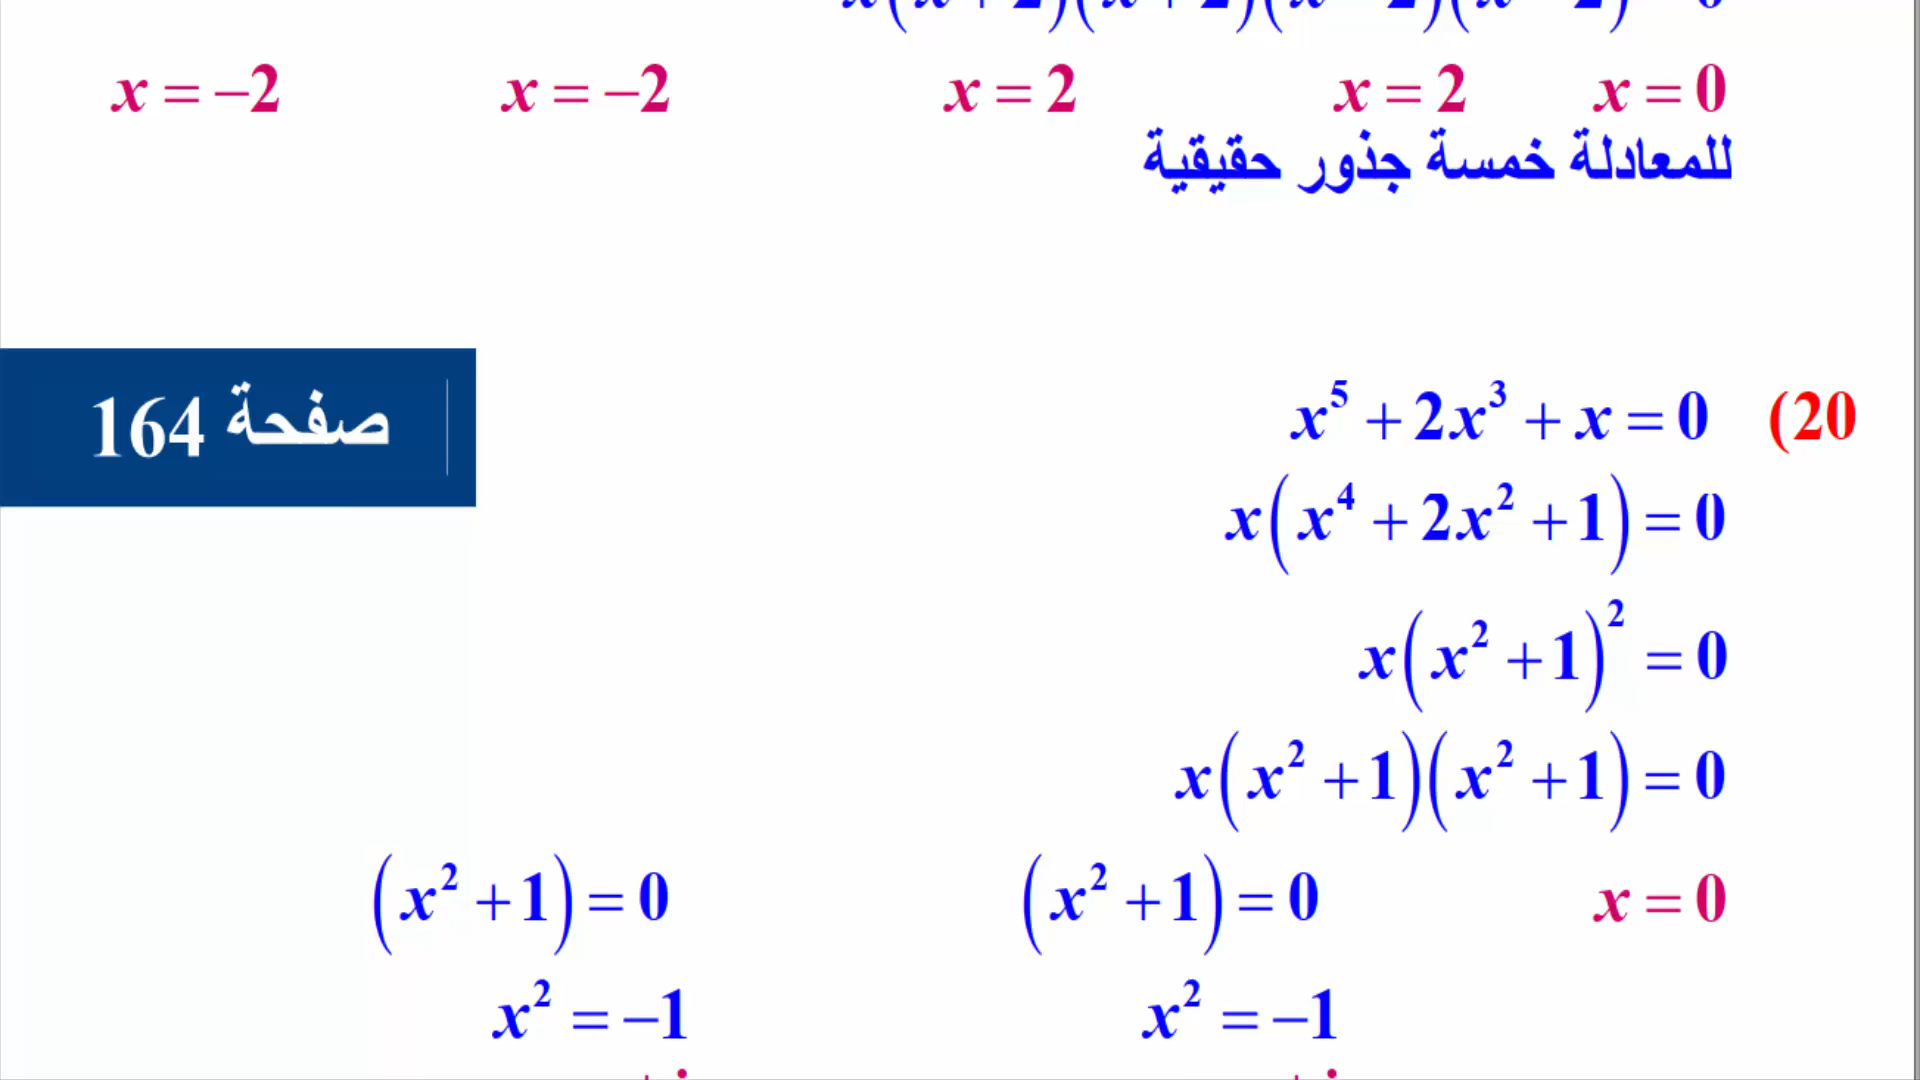 x = 0 x = 2 x = 2 x = −2 x = −2
للمعادلة خمسة جذور حقيقية
صفحة 164
20) x⁵ + 2x³ + x = 0
x(x⁴ + 2x² + 1) = 0
x(x² + 1)² = 0
x(x² + 1)(x² + 1) = 0
x = 0 (x² + 1) = 0 (x² + 1) = 0
x² = −1 x² = −1